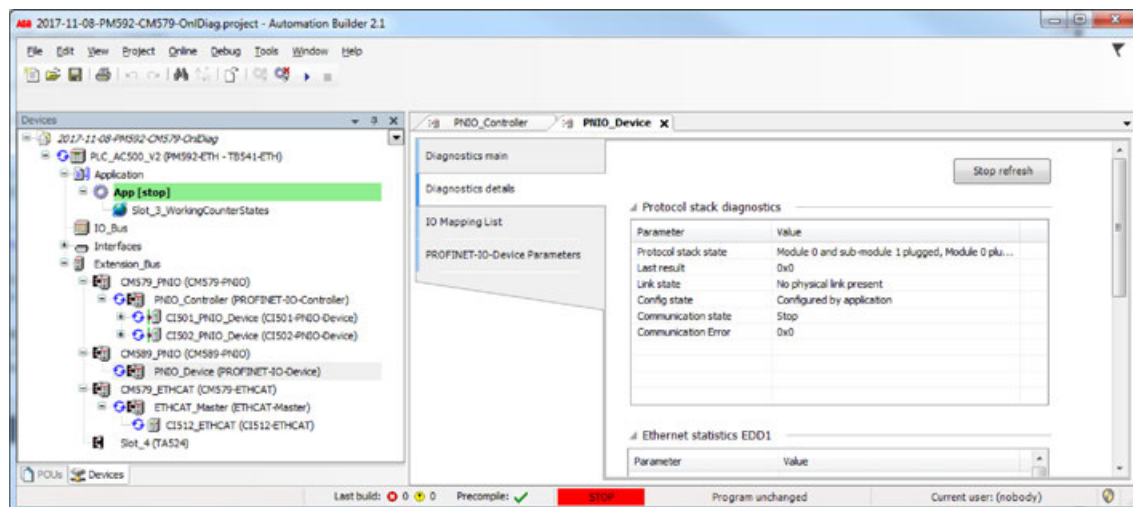 ABB 2017-11-08-PM592-CM579-OnlDiag.project - Automation Builder 2.1
File Edit View Project Online Debug Tools Window Help
Devices
2017-11-08-PM592-CM579-OnlDiag
PLC_AC500_V2 (PM592-ETH - TB541-ETH)
Application
App [stop]
Slot_3_WorkingCounterStates
IO_Bus
Interfaces
Extension_Bus
CM579_PNIO (CM579-PNIO)
PNIO_Controller (PROFINET-IO-Controller)
CI501_PNIO_Device (CI501-PNIO-Device)
CI502_PNIO_Device (CI502-PNIO-Device)
CM589_PNIO (CM589-PNIO)
PNIO_Device (PROFINET-IO-Device)
CM579_ETHCAT (CM579-ETHCAT)
ETHCAT_Master (ETHCAT-Master)
CI512_ETHCAT (CI512-ETHCAT)
Slot_4 (TA524)
POUs Devices
PNIO_Controller PNIO_Device
Diagnostics main
Diagnostics details
IO Mapping List
PROFINET-IO-Device Parameters
Stop refresh
Protocol stack diagnostics
Parameter Value
Protocol stack state Module 0 and sub-module 1 plugged, Module 0 plu...
Last result 0x0
Link state No physical link present
Config state Configured by application
Communication state Stop
Communication Error 0x0
Ethernet statistics EDD1
Parameter Value
Last build: 0 0 Precompile: STOP Program unchanged Current user: (nobody)